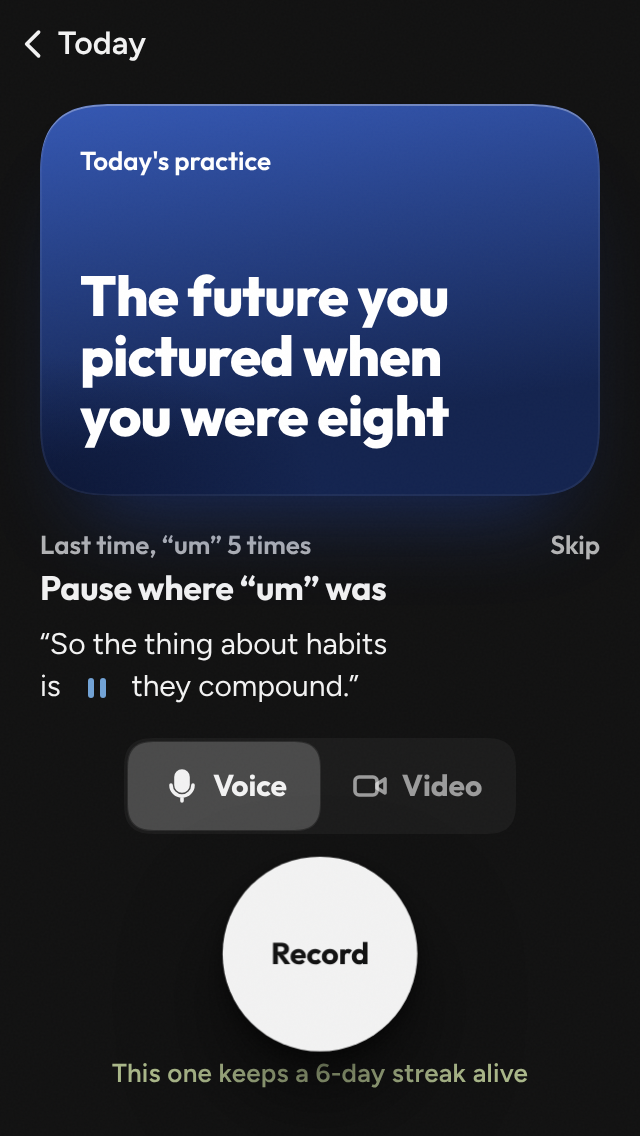 Today
Today's practice
The future you
pictured when
you were eight
Last time, “um” 5 times
Skip
Pause where “um” was
“So the thing about habits
is they compound.”
Voice
Video
Record
This one keeps a 6-day streak alive